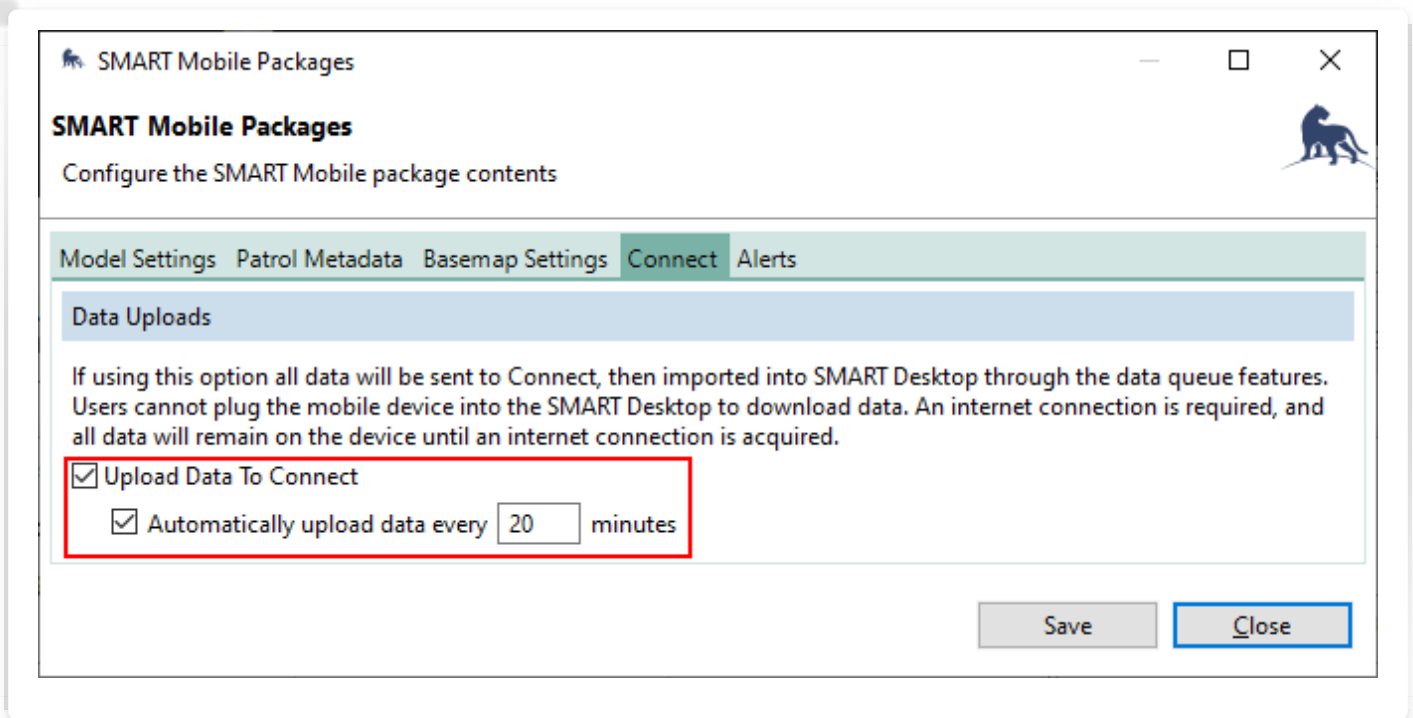 SMART Mobile Packages
SMART Mobile Packages
Configure the SMART Mobile package contents
Model Settings Patrol Metadata Basemap Settings Connect Alerts
Data Uploads
If using this option all data will be sent to Connect, then imported into SMART Desktop through the data queue features.
Users cannot plug the mobile device into the SMART Desktop to download data. An internet connection is required, and
all data will remain on the device until an internet connection is acquired.
Upload Data To Connect
Automatically upload data every 20 minutes
Save Close